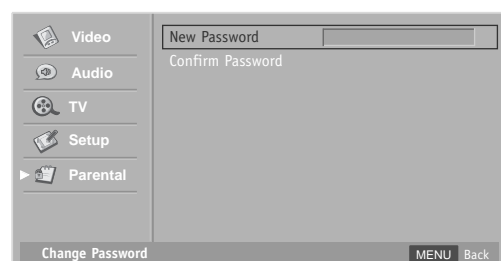 Video
Audio
TV
Setup
Parental
New Password
Confirm Password
Change Password
MENU Back